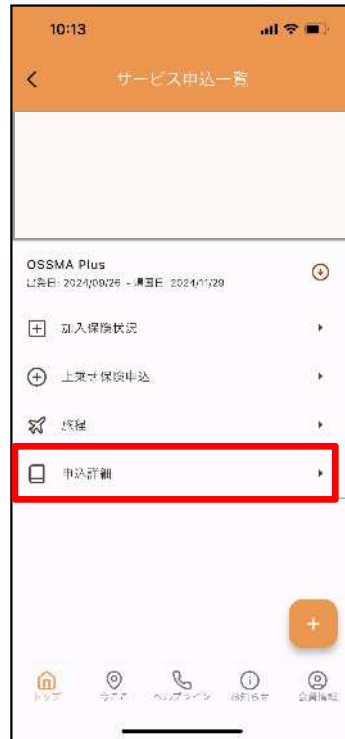 10:13
サービス申込一覧
OSSMA Plus
出発日: 2024/09/26 - 帰国日: 2024/11/29
加入保険状況
上乗せ保険申込
旅程
申込詳細
トップ
今ここ
ヘルプライン
お知らせ
会員情報